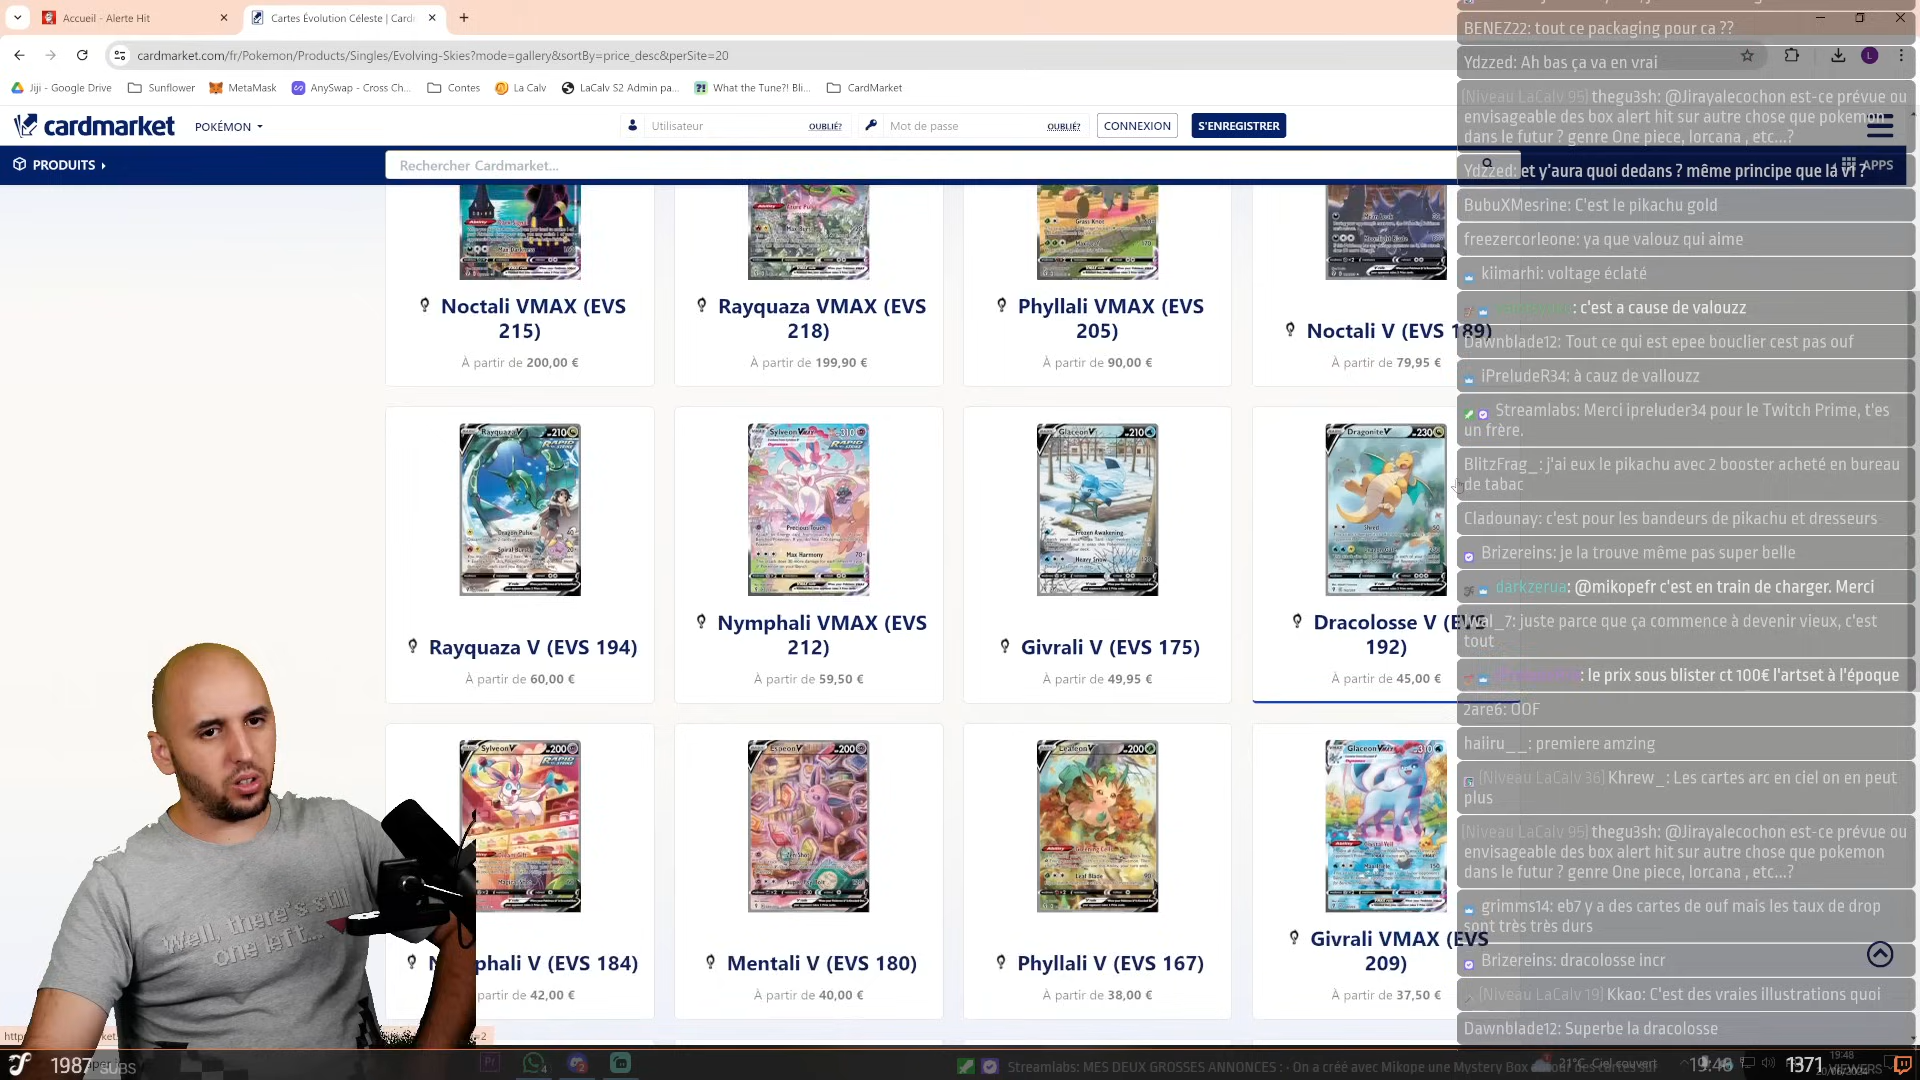 Accueil - Alerte Hit
Cartes Évolution Céleste | Card
cardmarket.com/fr/Pokemon/Products/Singles/Evolving-Skies?mode=gallery&sortBy=price_desc&perSite=20
Jiji - Google Drive
Sunflower
MetaMask
AnySwap - Cross Ch...
Contes
La Calv
LaCalv S2 Admin pa...
What the Tune?! Bli...
CardMarket
cardmarket
POKÉMON
Utilisateur
OUBLIÉ?
Mot de passe
OUBLIÉ?
CONNEXION
S'ENREGISTRER
PRODUITS
Rechercher Cardmarket...
APPS
Noctali VMAX (EVS
215)
À partir de 200,00 €
Rayquaza VMAX (EVS
218)
À partir de 199,90 €
Phyllali VMAX (EVS
205)
À partir de 90,00 €
Noctali V (EVS 189)
À partir de 79,95 €
Rayquaza V (EVS 194)
À partir de 60,00 €
Nymphali VMAX (EVS
212)
À partir de 59,50 €
Givrali V (EVS 175)
À partir de 49,95 €
Dracolosse V (EVS
192)
À partir de 45,00 €
phali V (EVS 184)
partir de 42,00 €
Mentali V (EVS 180)
À partir de 40,00 €
Phyllali V (EVS 167)
À partir de 38,00 €
Givrali VMAX (EVS
209)
À partir de 37,50 €
Well, there's still
one left...
BENEZ22: tout ce packaging pour ca ??
Ydzzed: Ah bas ça va en vrai
[Niveau LaCalv 95] thegu3sh: @Jirayalecochon est-ce prévue ou
envisageable des box alert hit sur autre chose que pokemon
dans le futur ? genre One piece, lorcana , etc...?
Ydzzed: et y'aura quoi dedans ? même principe que la v1 ?
BubuXMesrine: C'est le pikachu gold
freezercorleone: ya que valouz qui aime
kiimarhi: voltage éclaté
: c'est a cause de valouzz
Dawnblade12: Tout ce qui est epee bouclier cest pas ouf
iPreludeR34: à cauz de vallouzz
Streamlabs: Merci ipreluder34 pour le Twitch Prime, t'es
un frère.
BlitzFrag_: j'ai eux le pikachu avec 2 booster acheté en bureau
de tabac
Cladounay: c'est pour les bandeurs de pikachu et dresseurs
Brizereins: je la trouve même pas super belle
darkzerua: @mikopefr c'est en train de charger. Merci
_7: juste parce que ça commence à devenir vieux, c'est
tout
: le prix sous blister ct 100€ l'artset à l'époque
2are6: OOF
haiiru__: premiere amzing
[Niveau LaCalv 36] Khrew_: Les cartes arc en ciel on en peut
plus
[Niveau LaCalv 95] thegu3sh: @Jirayalecochon est-ce prévue ou
envisageable des box alert hit sur autre chose que pokemon
dans le futur ? genre One piece, lorcana , etc...?
grimms14: eb7 y a des cartes de ouf mais les taux de drop
sont très très durs
Brizereins: dracolosse incr
[Niveau LaCalv 19] Kkao: C'est des vraies illustrations quoi
Dawnblade12: Superbe la dracolosse
1987 SUBS
Streamlabs: MES DEUX GROSSES ANNONCES : - On a créé avec Mikope une Mystery Box
21°C Ciel couvert
19:48
1371 VIEWERS
19:48